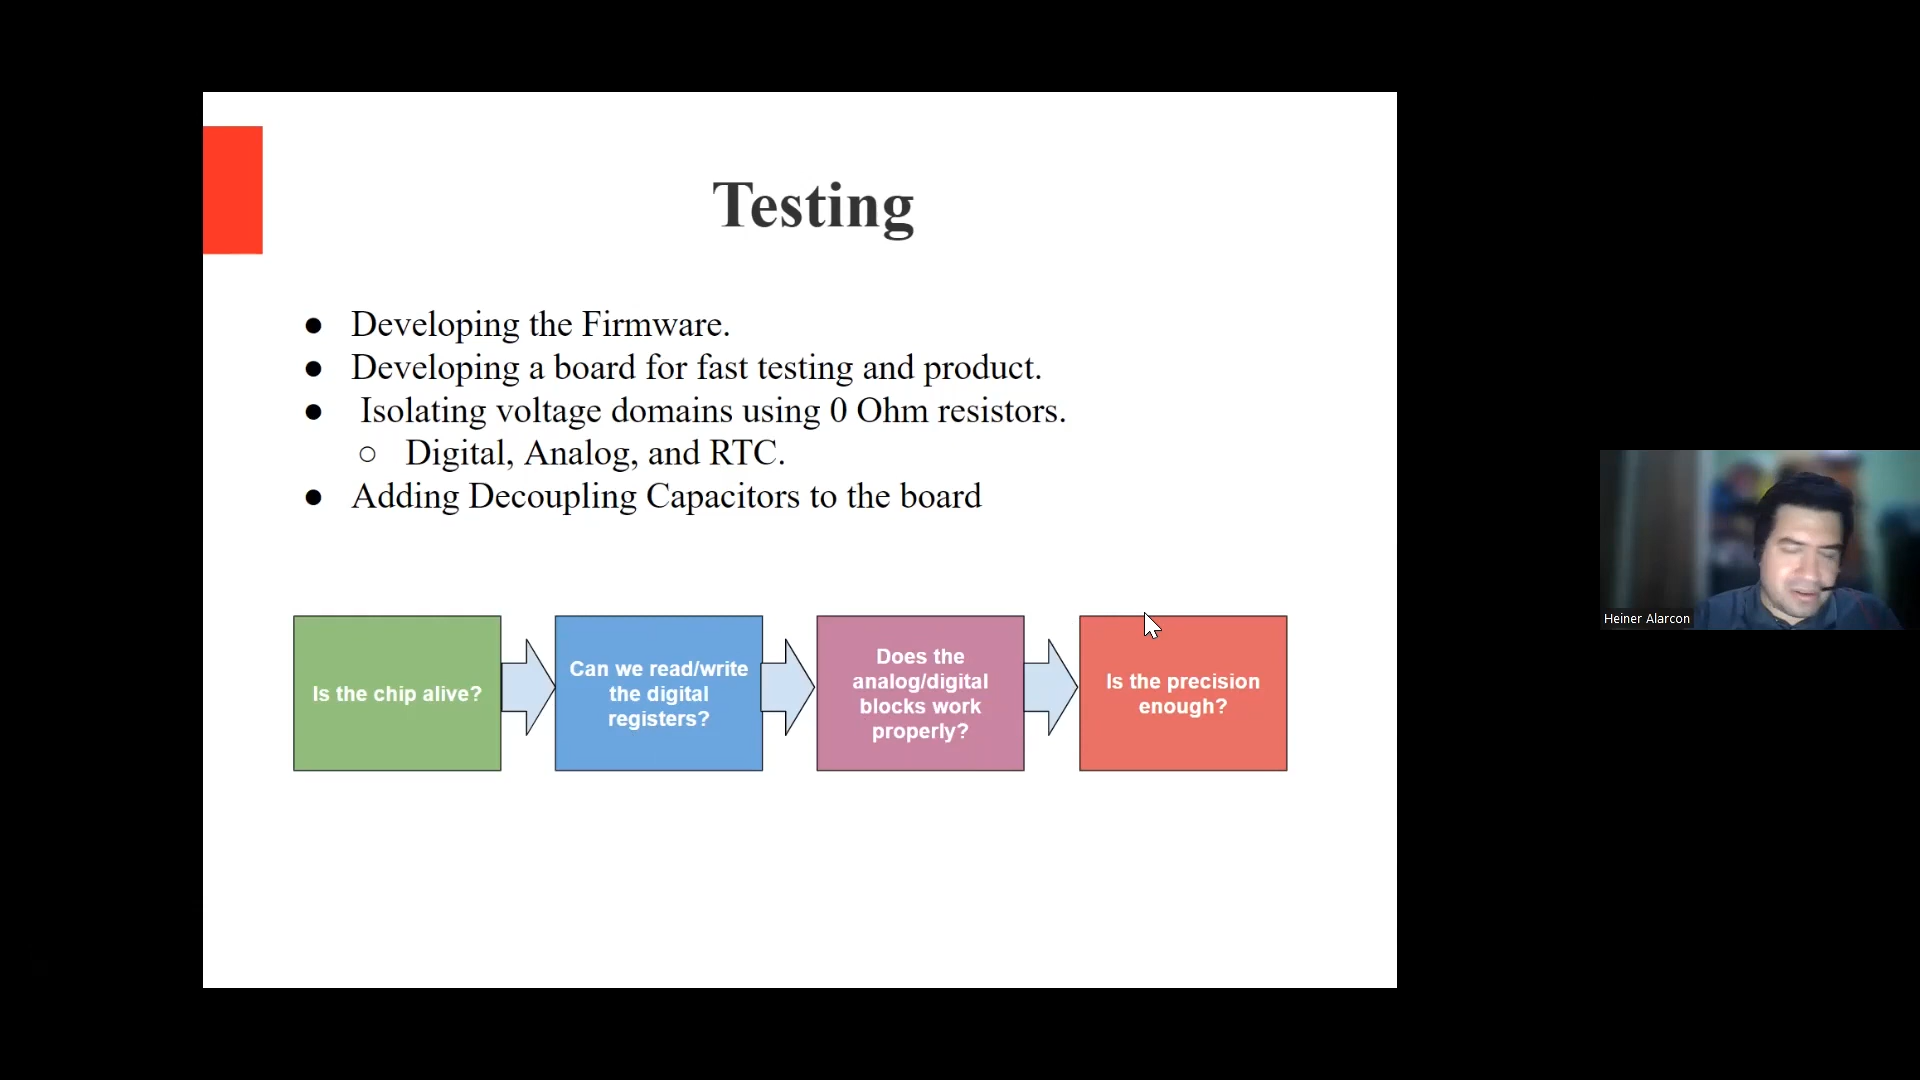 Testing
● Developing the Firmware.
● Developing a board for fast testing and product.
● Isolating voltage domains using 0 Ohm resistors.
○ Digital, Analog, and RTC.
● Adding Decoupling Capacitors to the board
Is the chip alive?
Can we read/write
the digital
registers?
Does the
analog/digital
blocks work
properly?
Is the precision
enough?
Heiner Alarcon